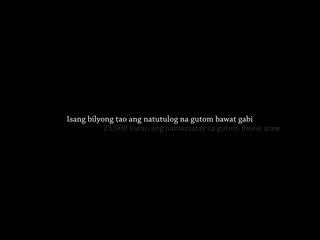 Isang bilyong tao ang natutulog na gutom bawat gabi
25,000 katao ang namamatay sa gutom bawat araw